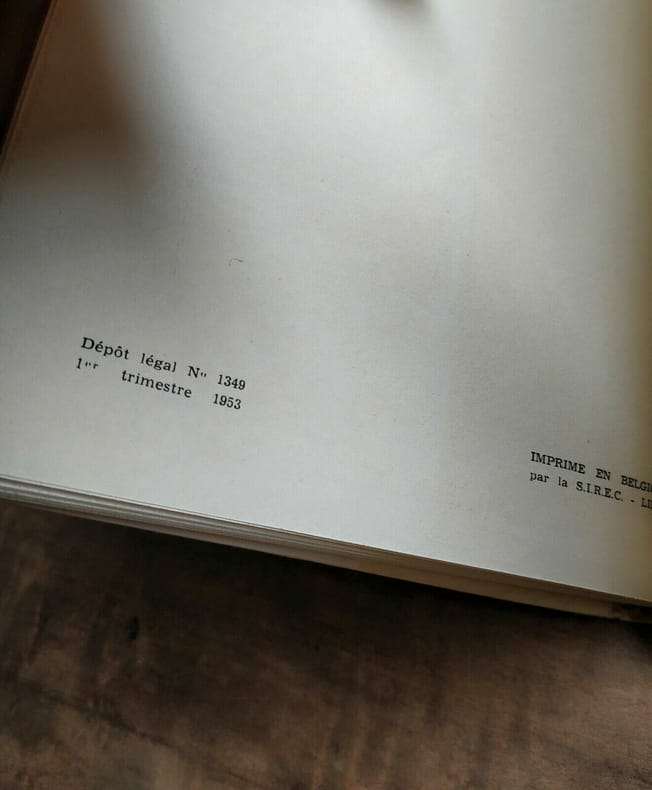 Dépôt légal N° 1349
1er trimestre 1953
IMPRIME EN
par la S.I.R.E.C. -